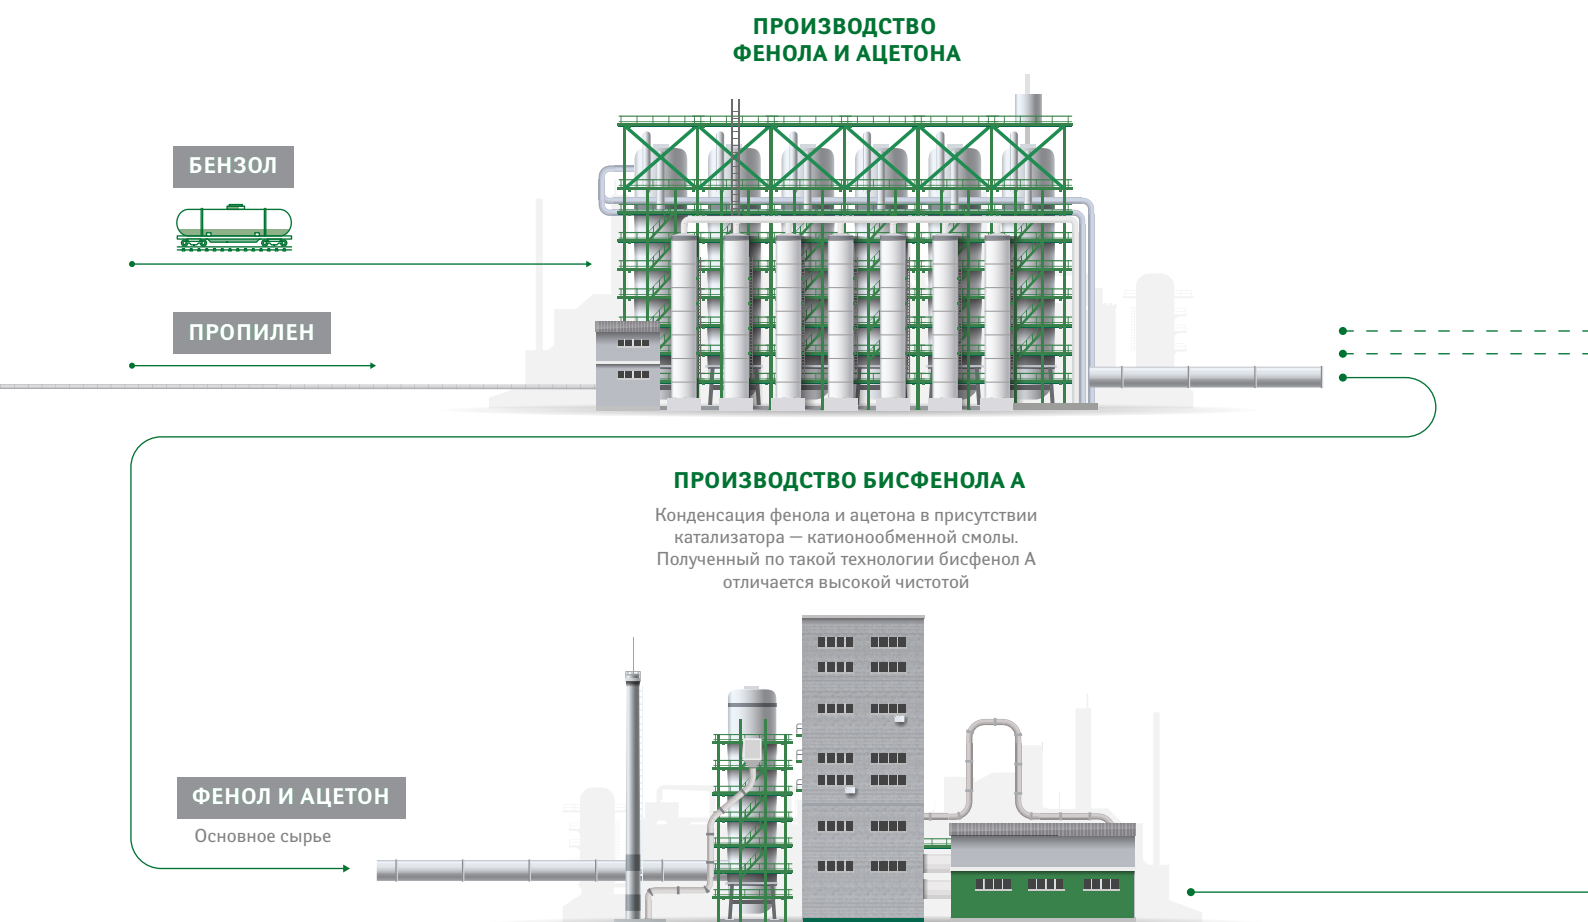 ПРОИЗВОДСТВО
ФЕНОЛА И АЦЕТОНА
БЕНЗОЛ
ПРОПИЛЕН
ПРОИЗВОДСТВО БИСФЕНОЛА А
Конденсация фенола и ацетона в присутствии
катализатора — катионообменной смолы.
Полученный по такой технологии бисфенол А
отличается высокой чистотой
ФЕНОЛ И АЦЕТОН
Основное сырье